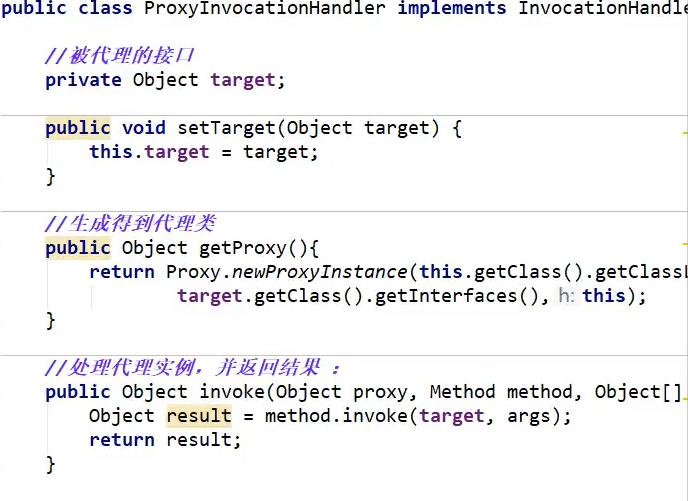 public class ProxyInvocationHandler implements InvocationHandle
//被代理的接口
private Object target;
public void setTarget(Object target) {
this.target = target;
}
//生成得到代理类
public Object getProxy(){
return Proxy.newProxyInstance(this.getClass().getClassL
target.getClass().getInterfaces(), h: this);
}
//处理代理实例，并返回结果 :
public Object invoke(Object proxy, Method method, Object[]
Object result = method.invoke(target, args);
return result;
}